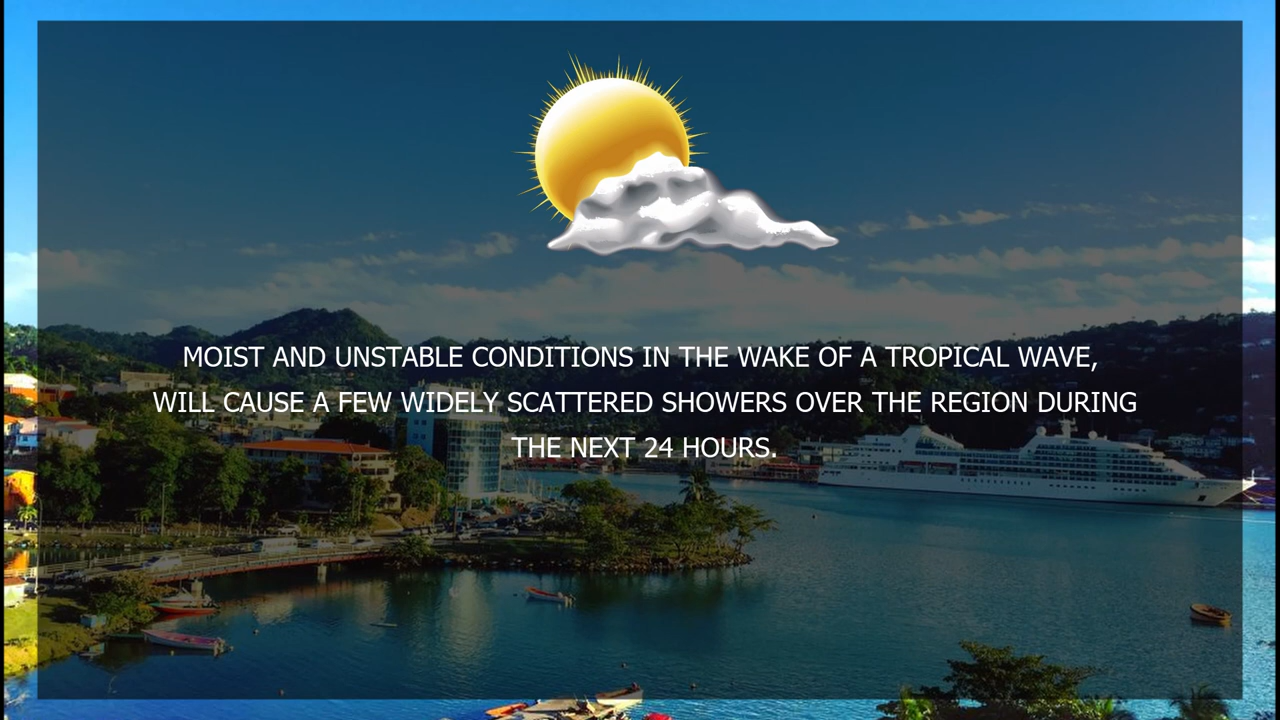 MOIST AND UNSTABLE CONDITIONS IN THE WAKE OF A TROPICAL WAVE,
WILL CAUSE A FEW WIDELY SCATTERED SHOWERS OVER THE REGION DURING
THE NEXT 24 HOURS.